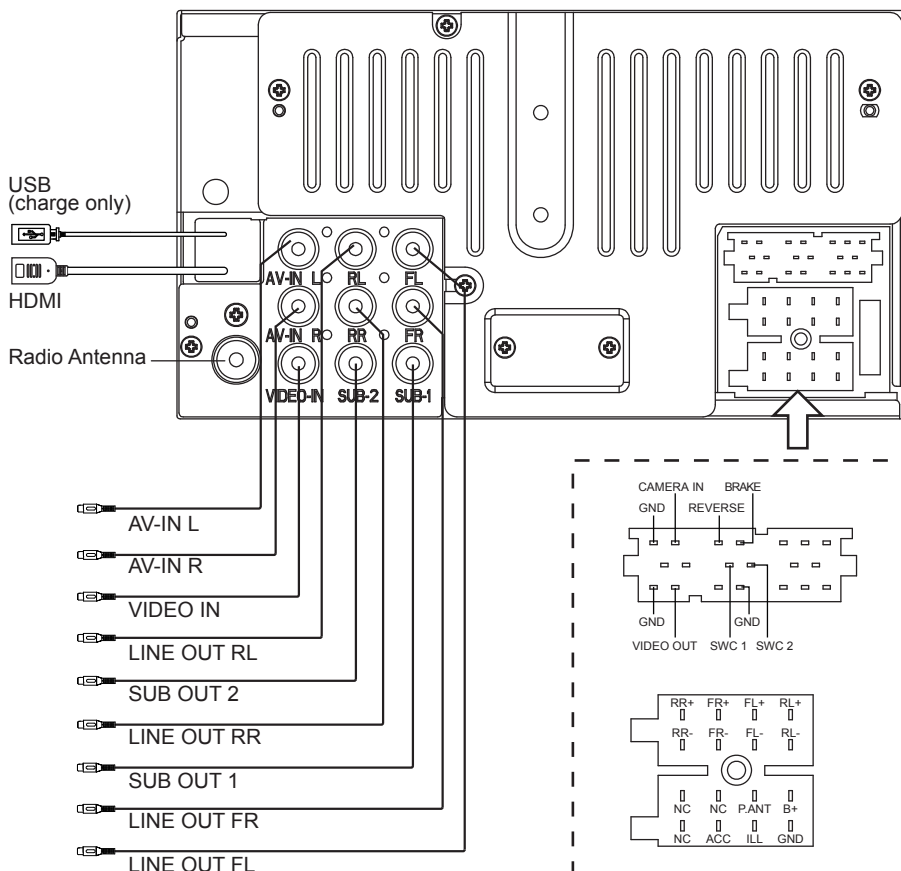 USB
(charge only)
HDMI
Radio Antenna
AV-IN L RL FL
AV-IN R RR FR
VIDEO-IN SUB-2 SUB-1
AV-IN L
AV-IN R
VIDEO IN
LINE OUT RL
SUB OUT 2
LINE OUT RR
SUB OUT 1
LINE OUT FR
LINE OUT FL
CAMERA IN BRAKE
GND REVERSE
GND GND
VIDEO OUT SWC 1 SWC 2
RR+ FR+ FL+ RL+
RR- FR- FL- RL-
NC NC P.ANT B+
NC ACC ILL GND